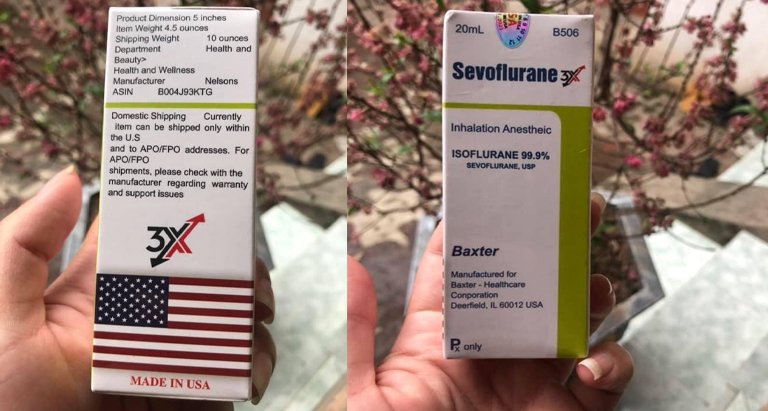 Product Dimension 5 inches
Item Weight 4.5 ounces
Shipping Weight 10 ounces
Department Health and
Beauty>
Health and Wellness
Manufacturer Nelsons
ASIN B004J93KTG
Domestic Shipping Currently
item can be shipped only within
the U.S
and to APO/FPO addresses. For
APO/FPO
shipments, please check with the
manufacturer regarding warranty
and support issues
3X
MADE IN USA
20mL B506
Sevoflurane 3X
Inhalation Anestheic
ISOFLURANE 99.9%
SEVOFLURANE, USP
Baxter
Manufactured for
Baxter - Healthcare
Conporation
Deerfield, IL 60012 USA
Rx only